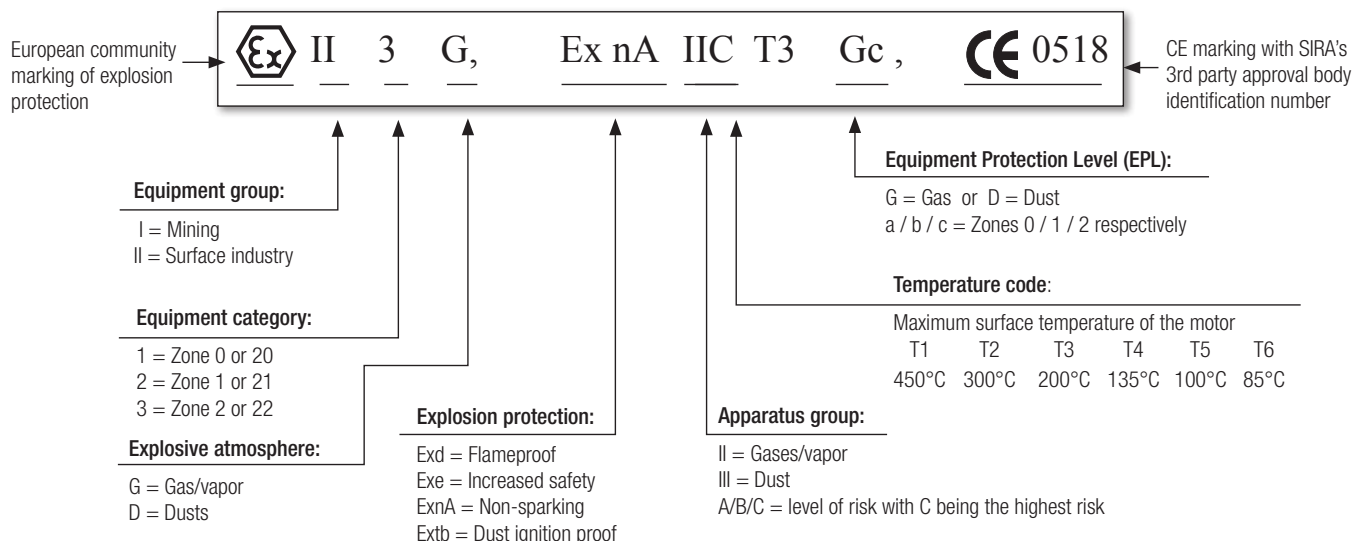 European community
marking of explosion
protection
Ex II 3 G, Ex nA IIC T3 Gc , CE 0518
CE marking with SIRA's
3rd party approval body
identification number
Equipment group:
I = Mining
II = Surface industry
Equipment category:
1 = Zone 0 or 20
2 = Zone 1 or 21
3 = Zone 2 or 22
Explosive atmosphere:
G = Gas/vapor
D = Dusts
Explosion protection:
Exd = Flameproof
Exe = Increased safety
ExnA = Non-sparking
Extb = Dust ignition proof
Apparatus group:
II = Gases/vapor
III = Dust
A/B/C = level of risk with C being the highest risk
Equipment Protection Level (EPL):
G = Gas or D = Dust
a / b / c = Zones 0 / 1 / 2 respectively
Temperature code:
Maximum surface temperature of the motor
T1 T2 T3 T4 T5 T6
450°C 300°C 200°C 135°C 100°C 85°C